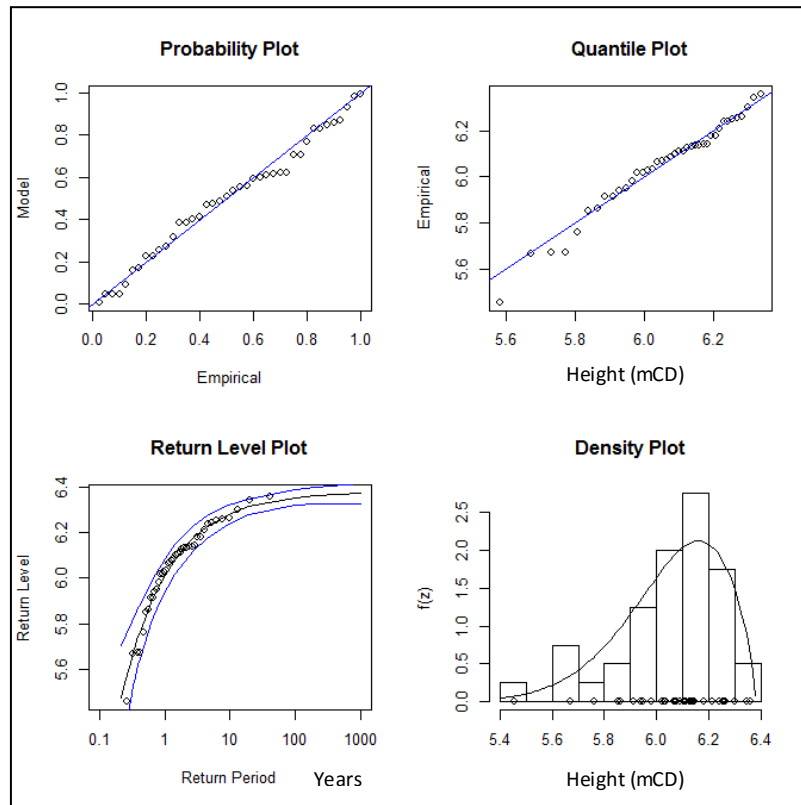 Probability Plot
Model
0.0 0.2 0.4 0.6 0.8 1.0
0.0 0.2 0.4 0.6 0.8 1.0
Empirical
Quantile Plot
Empirical
5.6 5.8 6.0 6.2
5.6 5.8 6.0 6.2
Height (mCD)
Return Level Plot
Return Level
5.6 5.8 6.0 6.2 6.4
0.1 1 10 100 1000
Return Period Years
Density Plot
f(z)
0.0 0.5 1.0 1.5 2.0 2.5
5.4 5.6 5.8 6.0 6.2 6.4
Height (mCD)